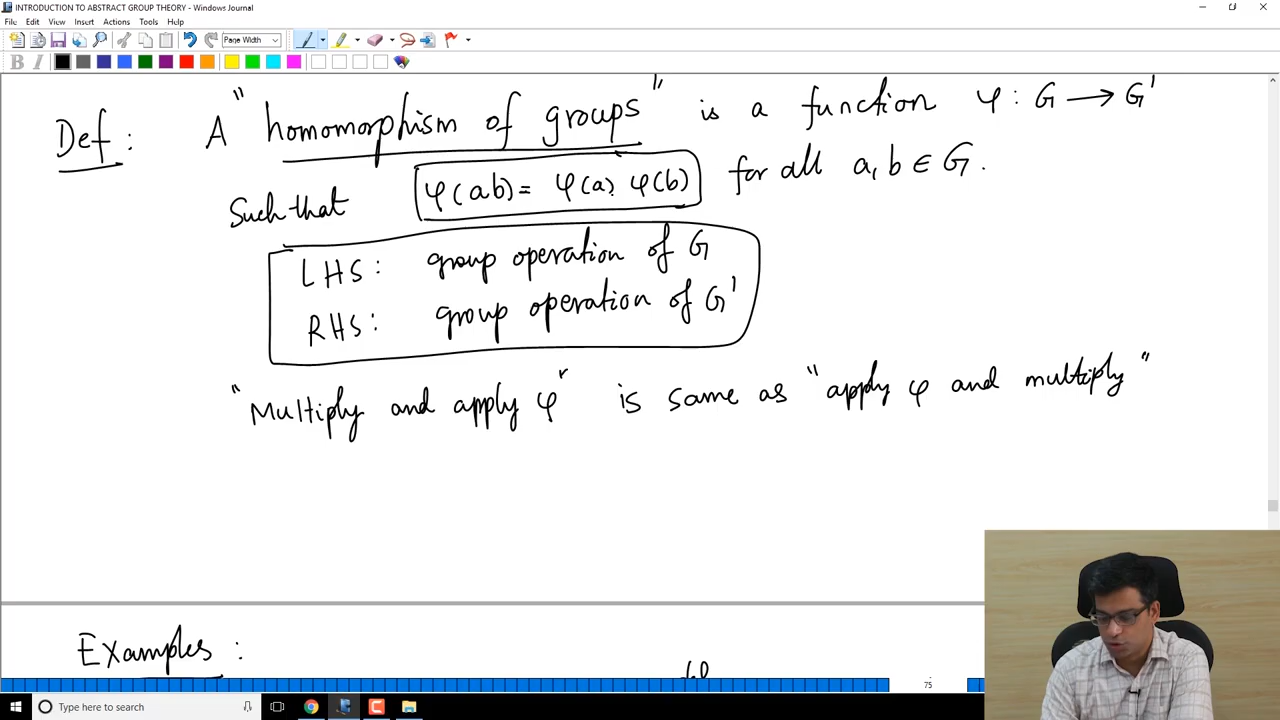 INTRODUCTION TO ABSTRACT GROUP THEORY - Windows Journal
File Edit View Insert Actions Tools Help
Page Width
B I
Def : A "homomorphism of groups" is a function φ : G → G'
Such that φ(ab) = φ(a) φ(b) for all a, b ∈ G.
LHS : group operation of G
RHS : group operation of G'
"Multiply and apply φ" is same as "apply φ and multiply"
Examples :
75
Type here to search